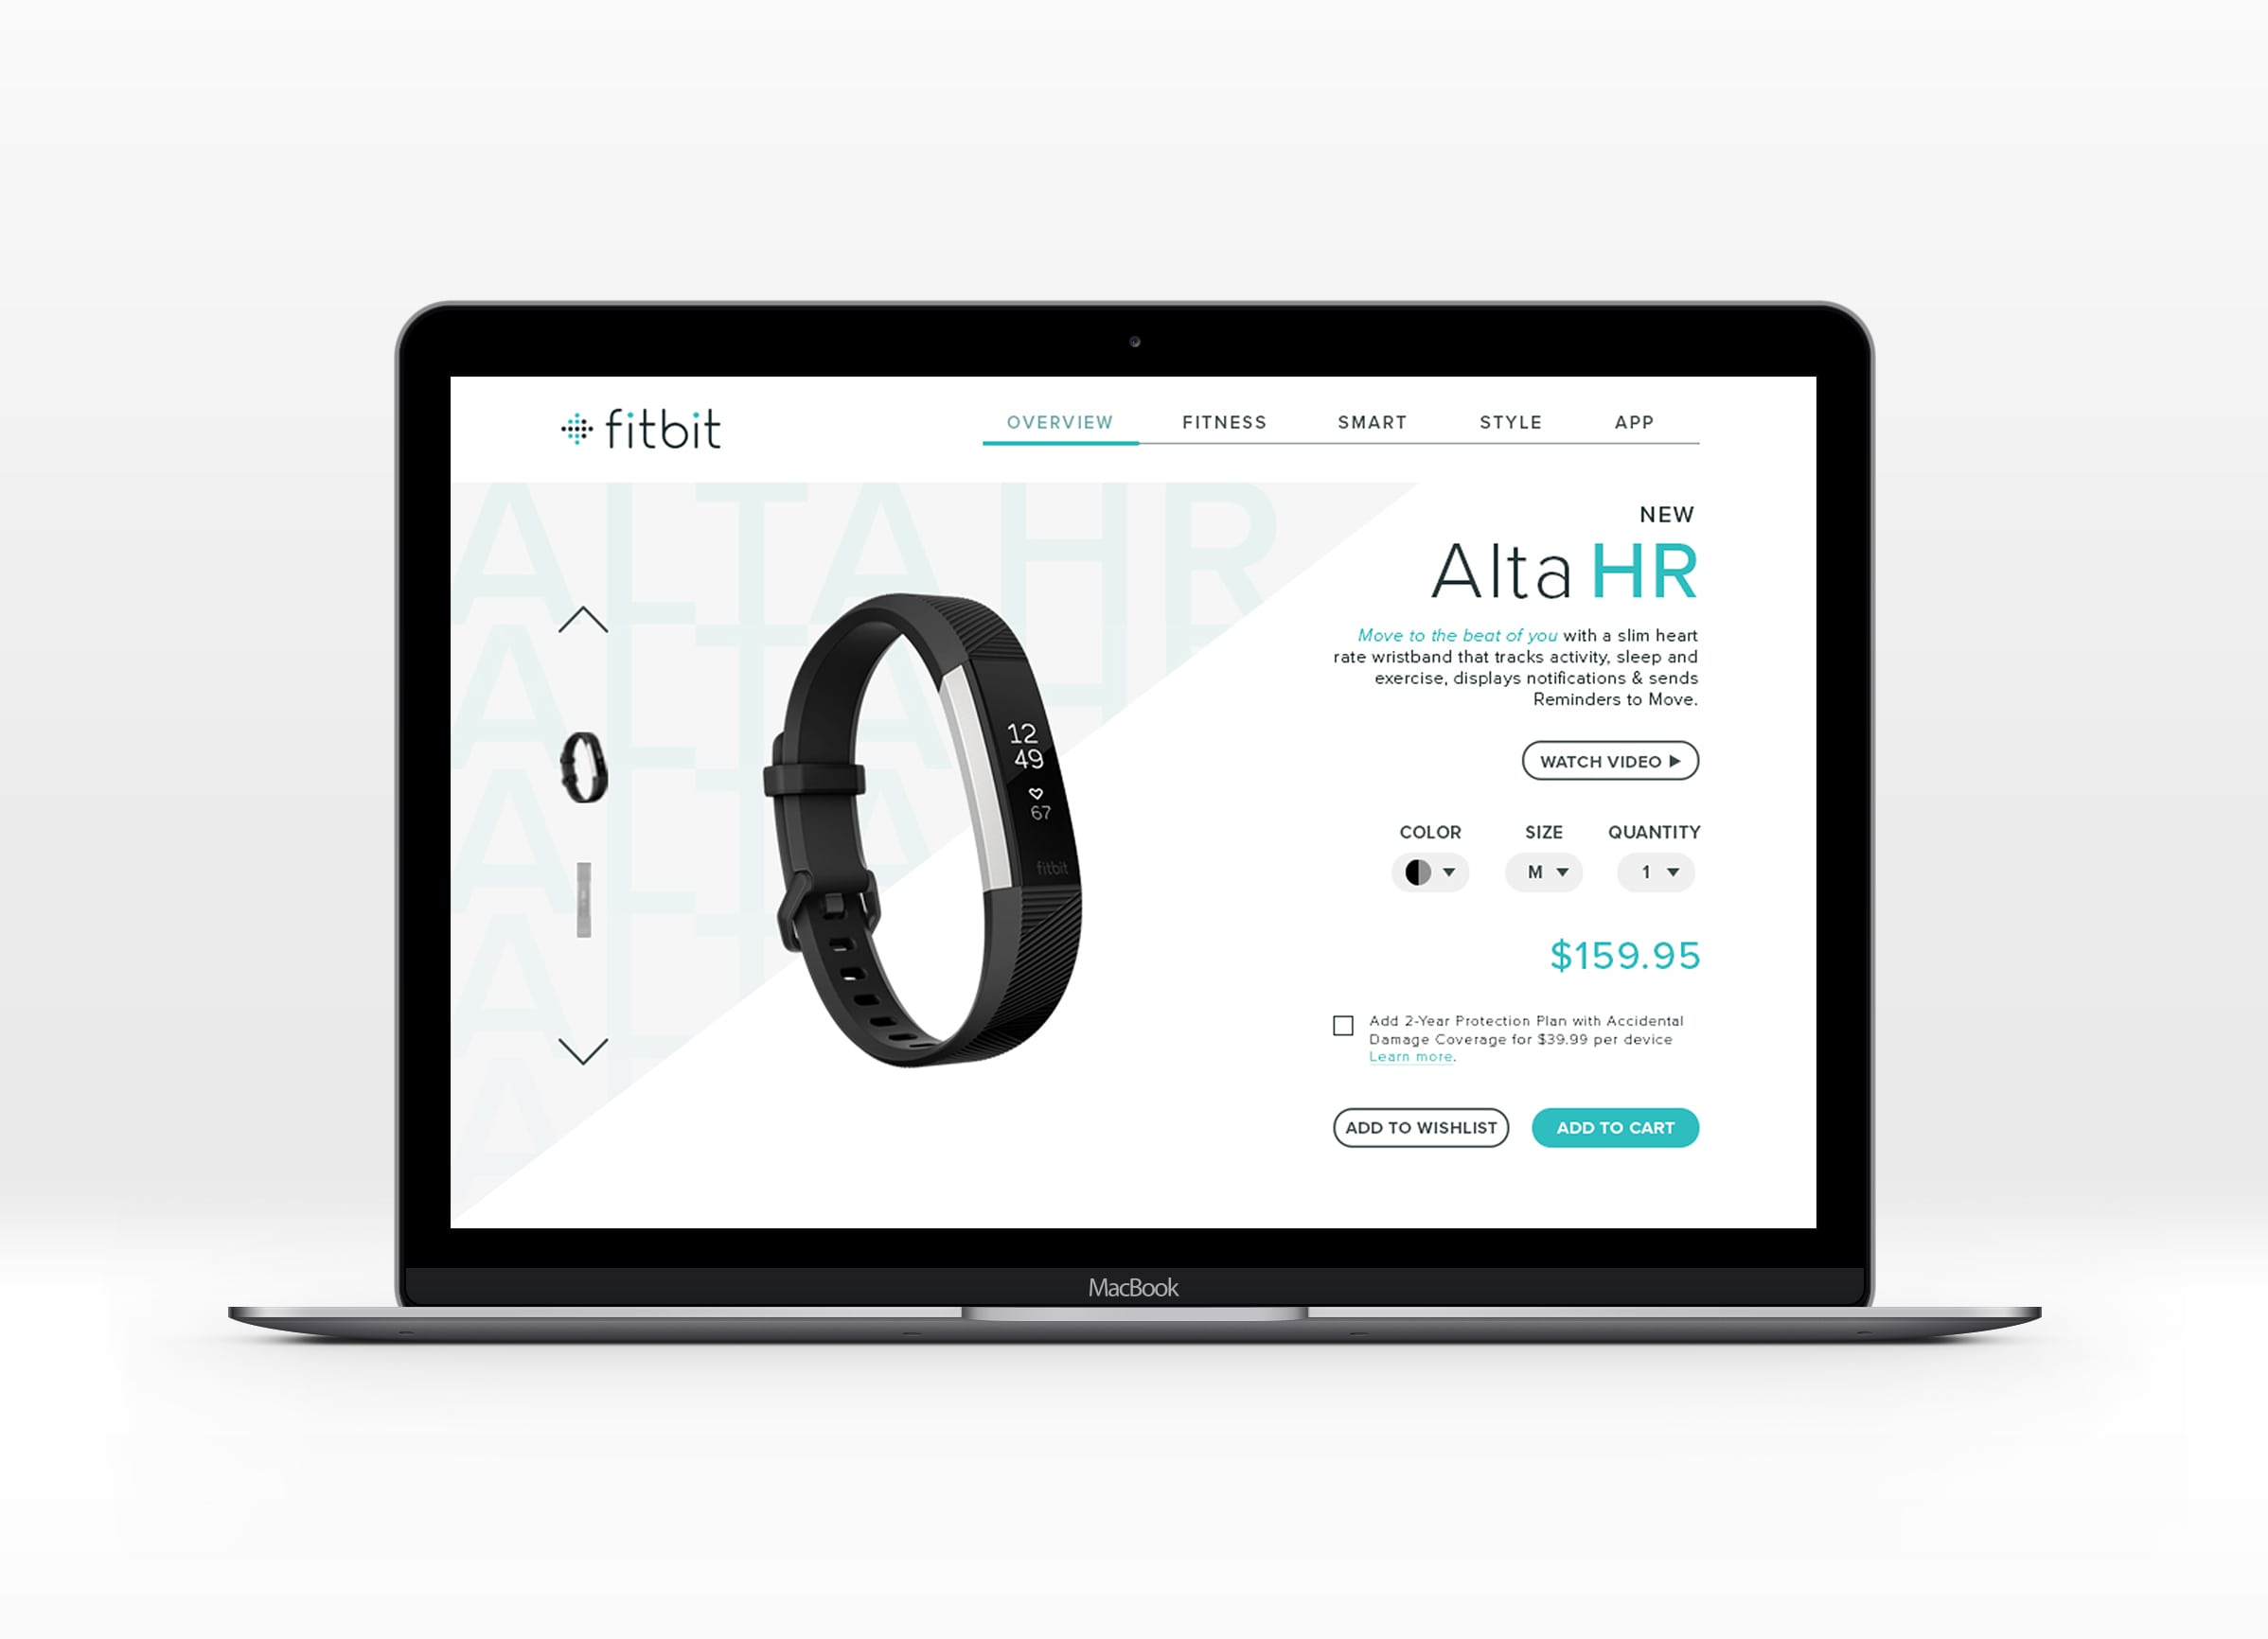 fitbit
OVERVIEW
FITNESS
SMART
STYLE
APP
ALTA HR
ALTA H
ALTA
ALT
A
NEW
Alta HR
Move to the beat of you with a slim heart
rate wristband that tracks activity, sleep and
exercise, displays notifications & sends
Reminders to Move.
WATCH VIDEO
COLOR
SIZE
QUANTITY
M
1
$159.95
Add 2-Year Protection Plan with Accidental
Damage Coverage for $39.99 per device
Learn more.
ADD TO WISHLIST
ADD TO CART
12
49
67
fitbit
MacBook